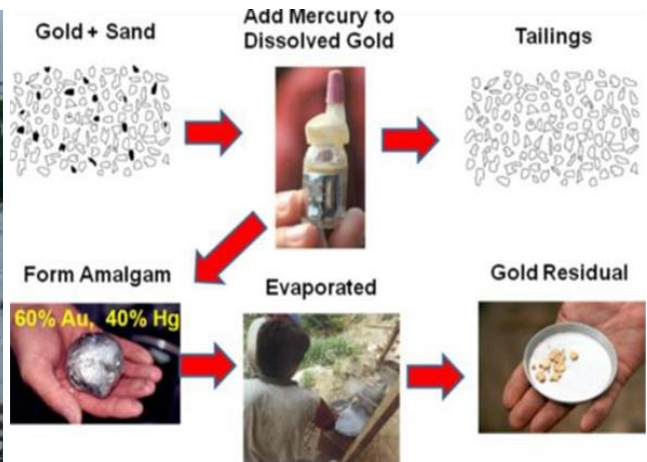 Gold + Sand
Add Mercury to
Dissolved Gold
Tailings
Form Amalgam
60% Au, 40% Hg
Evaporated
Gold Residual